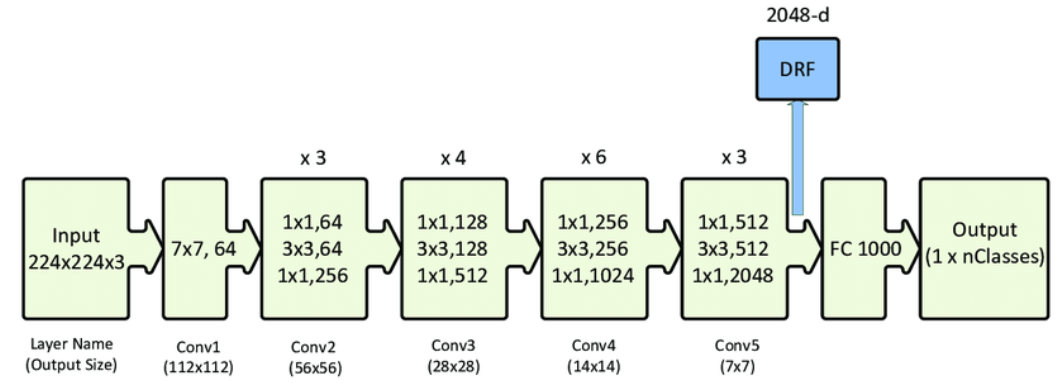 2048-d
DRF
x 3
x 4
x 6
x 3
Input
224x224x3
7x7, 64
1x1,64
3x3,64
1x1,256
1x1,128
3x3,128
1x1,512
1x1,256
3x3,256
1x1,1024
1x1,512
3x3,512
1x1,2048
FC 1000
Output
(1 x nClasses)
Layer Name
(Output Size)
Conv1
(112x112)
Conv2
(56x56)
Conv3
(28x28)
Conv4
(14x14)
Conv5
(7x7)